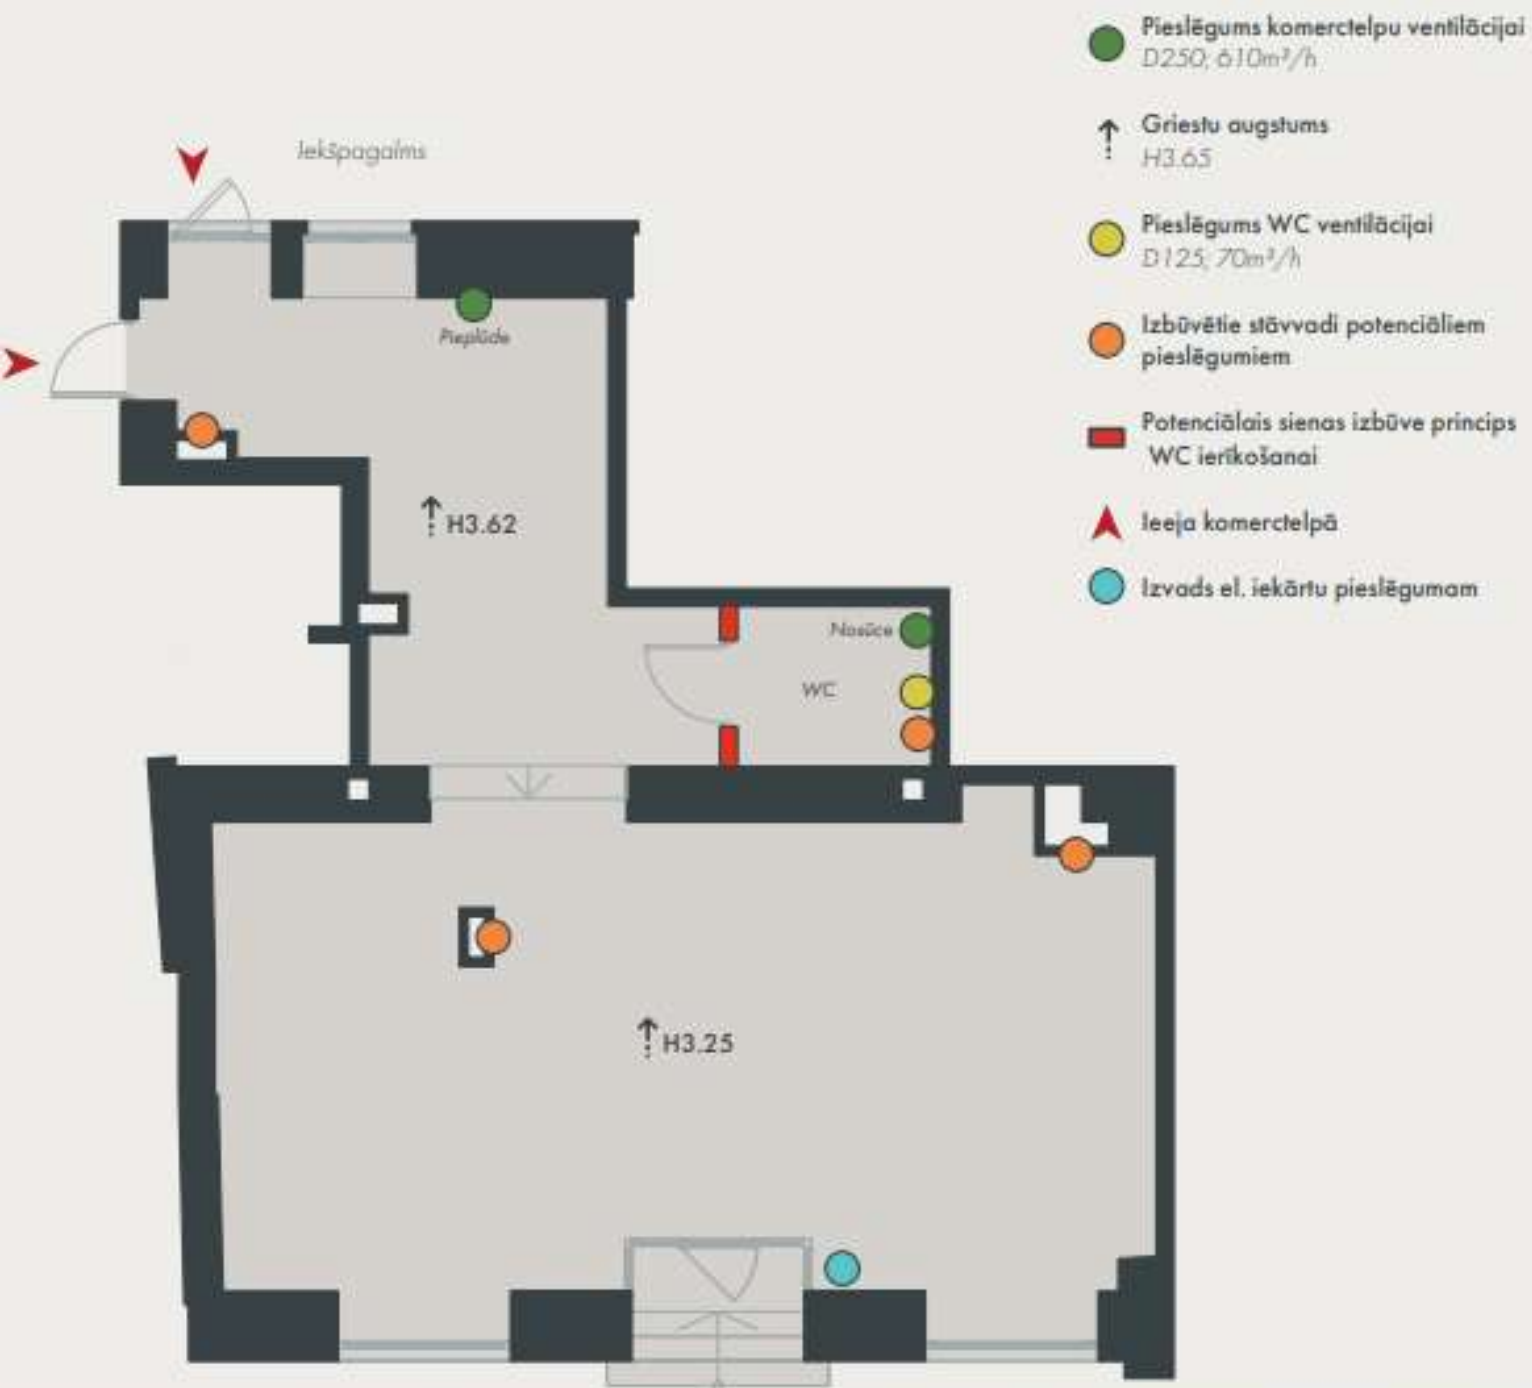 Pieslēgums komerctelpu ventilācijai
D250; 610m³/h
Griestu augstums
H3.65
Pieslēgums WC ventilācijai
D125; 70m³/h
Izbūvētie stāvvadi potenciāliem
pieslēgumiem
Potenciālais sienas izbūve princips
WC ierīkošanai
Ieeja komerctelpā
Izvads el. iekārtu pieslēgumam
Iekšpagalms
Pieplūde
H3.62
Nosūce
WC
H3.25